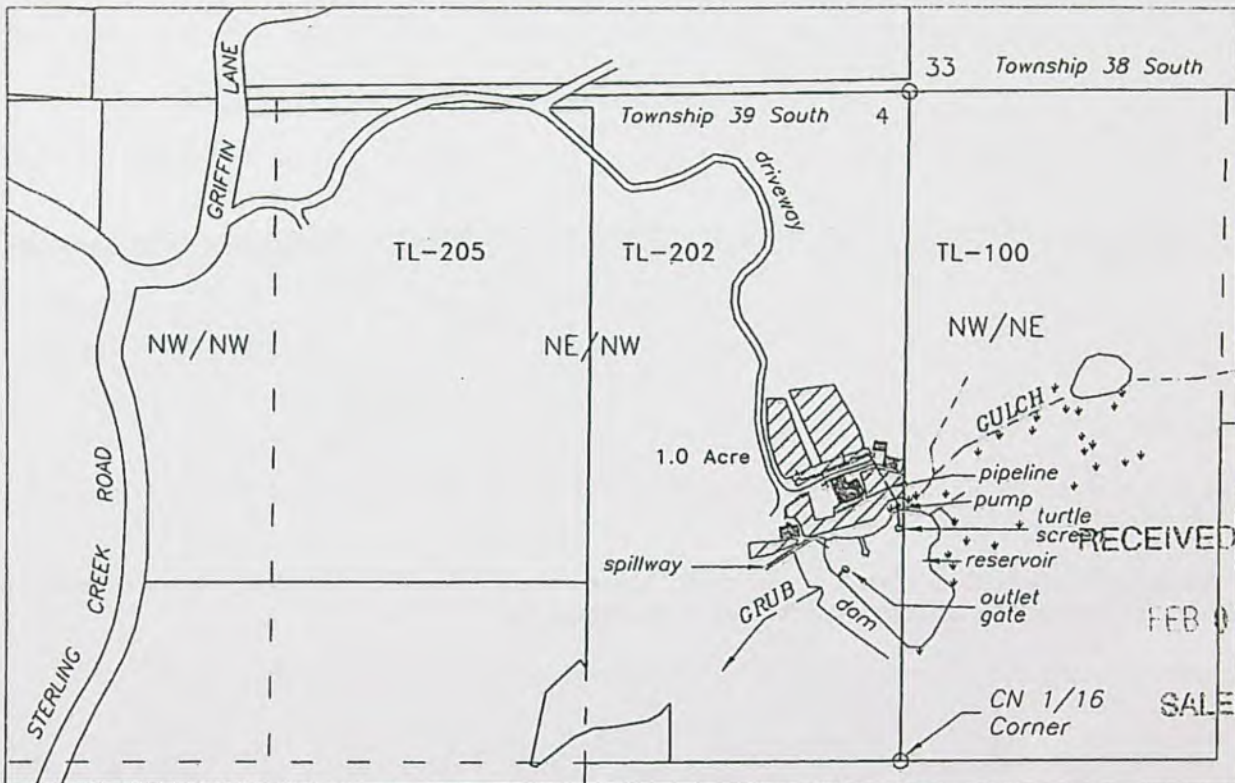 33 Township 38 South
Township 39 South 4
GRIFFIN LANE
driveway
TL-205
TL-202
TL-100
NW/NW
NE/NW
NW/NE
GULCH
1.0 Acre
pipeline
pump
turtle
screen
RECEIVED
spillway
reservoir
outlet
gate
GRUB
dam
FEB
STERLING CREEK ROAD
CN 1/16
Corner
SALE